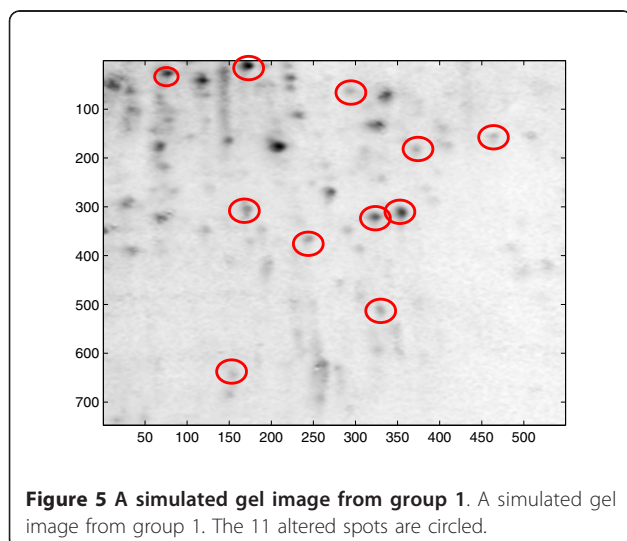 100
200
300
400
500
600
700
50 100 150 200 250 300 350 400 450 500
Figure 5 A simulated gel image from group 1. A simulated gel
image from group 1. The 11 altered spots are circled.